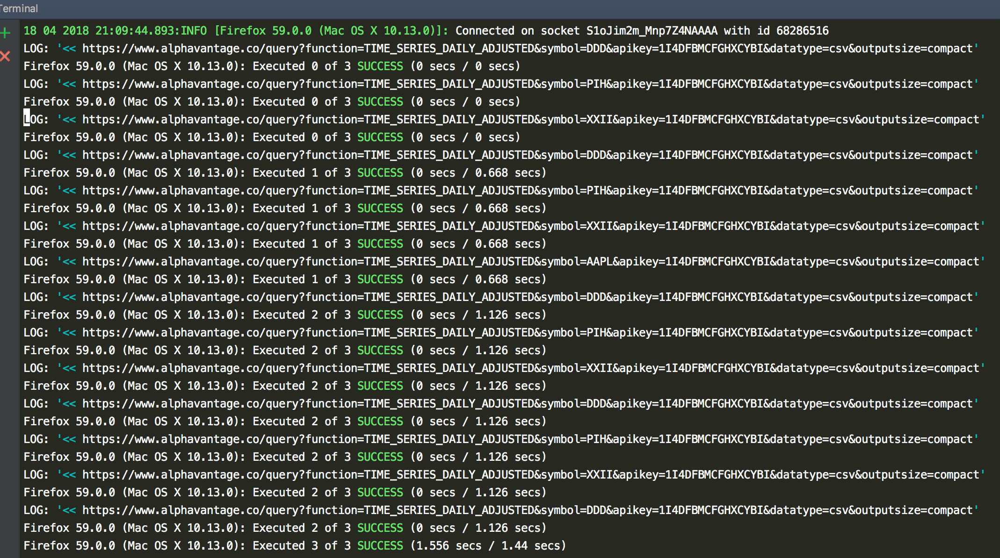 Terminal
18 04 2018 21:09:44.893:INFO [Firefox 59.0.0 (Mac OS X 10.13.0)]: Connected on socket S1oJim2m_Mnp7Z4NAAAA with id 68286516
LOG: '<< https://www.alphavantage.co/query?function=TIME_SERIES_DAILY_ADJUSTED&symbol=DDD&apikey=1I4DFBMCFGHXCYBI&datatype=csv&outputsize=compact'
Firefox 59.0.0 (Mac OS X 10.13.0): Executed 0 of 3 SUCCESS (0 secs / 0 secs)
LOG: '<< https://www.alphavantage.co/query?function=TIME_SERIES_DAILY_ADJUSTED&symbol=PIH&apikey=1I4DFBMCFGHXCYBI&datatype=csv&outputsize=compact'
Firefox 59.0.0 (Mac OS X 10.13.0): Executed 0 of 3 SUCCESS (0 secs / 0 secs)
LOG: '<< https://www.alphavantage.co/query?function=TIME_SERIES_DAILY_ADJUSTED&symbol=XXII&apikey=1I4DFBMCFGHXCYBI&datatype=csv&outputsize=compact'
Firefox 59.0.0 (Mac OS X 10.13.0): Executed 0 of 3 SUCCESS (0 secs / 0 secs)
LOG: '<< https://www.alphavantage.co/query?function=TIME_SERIES_DAILY_ADJUSTED&symbol=DDD&apikey=1I4DFBMCFGHXCYBI&datatype=csv&outputsize=compact'
Firefox 59.0.0 (Mac OS X 10.13.0): Executed 1 of 3 SUCCESS (0 secs / 0.668 secs)
LOG: '<< https://www.alphavantage.co/query?function=TIME_SERIES_DAILY_ADJUSTED&symbol=PIH&apikey=1I4DFBMCFGHXCYBI&datatype=csv&outputsize=compact'
Firefox 59.0.0 (Mac OS X 10.13.0): Executed 1 of 3 SUCCESS (0 secs / 0.668 secs)
LOG: '<< https://www.alphavantage.co/query?function=TIME_SERIES_DAILY_ADJUSTED&symbol=XXII&apikey=1I4DFBMCFGHXCYBI&datatype=csv&outputsize=compact'
Firefox 59.0.0 (Mac OS X 10.13.0): Executed 1 of 3 SUCCESS (0 secs / 0.668 secs)
LOG: '<< https://www.alphavantage.co/query?function=TIME_SERIES_DAILY_ADJUSTED&symbol=AAPL&apikey=1I4DFBMCFGHXCYBI&datatype=csv&outputsize=compact'
Firefox 59.0.0 (Mac OS X 10.13.0): Executed 1 of 3 SUCCESS (0 secs / 0.668 secs)
LOG: '<< https://www.alphavantage.co/query?function=TIME_SERIES_DAILY_ADJUSTED&symbol=DDD&apikey=1I4DFBMCFGHXCYBI&datatype=csv&outputsize=compact'
Firefox 59.0.0 (Mac OS X 10.13.0): Executed 2 of 3 SUCCESS (0 secs / 1.126 secs)
LOG: '<< https://www.alphavantage.co/query?function=TIME_SERIES_DAILY_ADJUSTED&symbol=PIH&apikey=1I4DFBMCFGHXCYBI&datatype=csv&outputsize=compact'
Firefox 59.0.0 (Mac OS X 10.13.0): Executed 2 of 3 SUCCESS (0 secs / 1.126 secs)
LOG: '<< https://www.alphavantage.co/query?function=TIME_SERIES_DAILY_ADJUSTED&symbol=XXII&apikey=1I4DFBMCFGHXCYBI&datatype=csv&outputsize=compact'
Firefox 59.0.0 (Mac OS X 10.13.0): Executed 2 of 3 SUCCESS (0 secs / 1.126 secs)
LOG: '<< https://www.alphavantage.co/query?function=TIME_SERIES_DAILY_ADJUSTED&symbol=DDD&apikey=1I4DFBMCFGHXCYBI&datatype=csv&outputsize=compact'
Firefox 59.0.0 (Mac OS X 10.13.0): Executed 2 of 3 SUCCESS (0 secs / 1.126 secs)
LOG: '<< https://www.alphavantage.co/query?function=TIME_SERIES_DAILY_ADJUSTED&symbol=PIH&apikey=1I4DFBMCFGHXCYBI&datatype=csv&outputsize=compact'
Firefox 59.0.0 (Mac OS X 10.13.0): Executed 2 of 3 SUCCESS (0 secs / 1.126 secs)
LOG: '<< https://www.alphavantage.co/query?function=TIME_SERIES_DAILY_ADJUSTED&symbol=XXII&apikey=1I4DFBMCFGHXCYBI&datatype=csv&outputsize=compact'
Firefox 59.0.0 (Mac OS X 10.13.0): Executed 2 of 3 SUCCESS (0 secs / 1.126 secs)
LOG: '<< https://www.alphavantage.co/query?function=TIME_SERIES_DAILY_ADJUSTED&symbol=DDD&apikey=1I4DFBMCFGHXCYBI&datatype=csv&outputsize=compact'
Firefox 59.0.0 (Mac OS X 10.13.0): Executed 2 of 3 SUCCESS (0 secs / 1.126 secs)
Firefox 59.0.0 (Mac OS X 10.13.0): Executed 3 of 3 SUCCESS (1.556 secs / 1.44 secs)